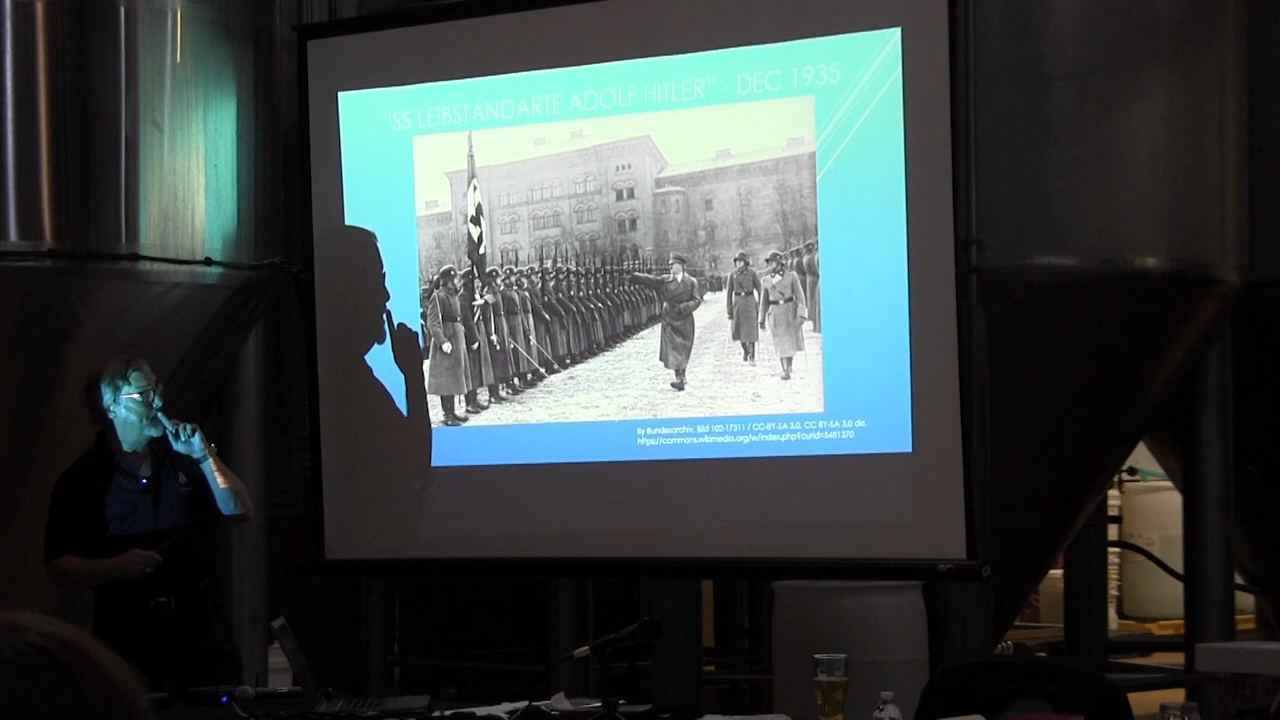 "SS LEIBSTANDARTE ADOLF HITLER" - DEC 1935
By Bundesarchiv, Bild 102-17311 / CC-BY-SA 3.0, CC BY-SA 3.0 de,
https://commons.wikimedia.org/w/index.php?curid=5481370